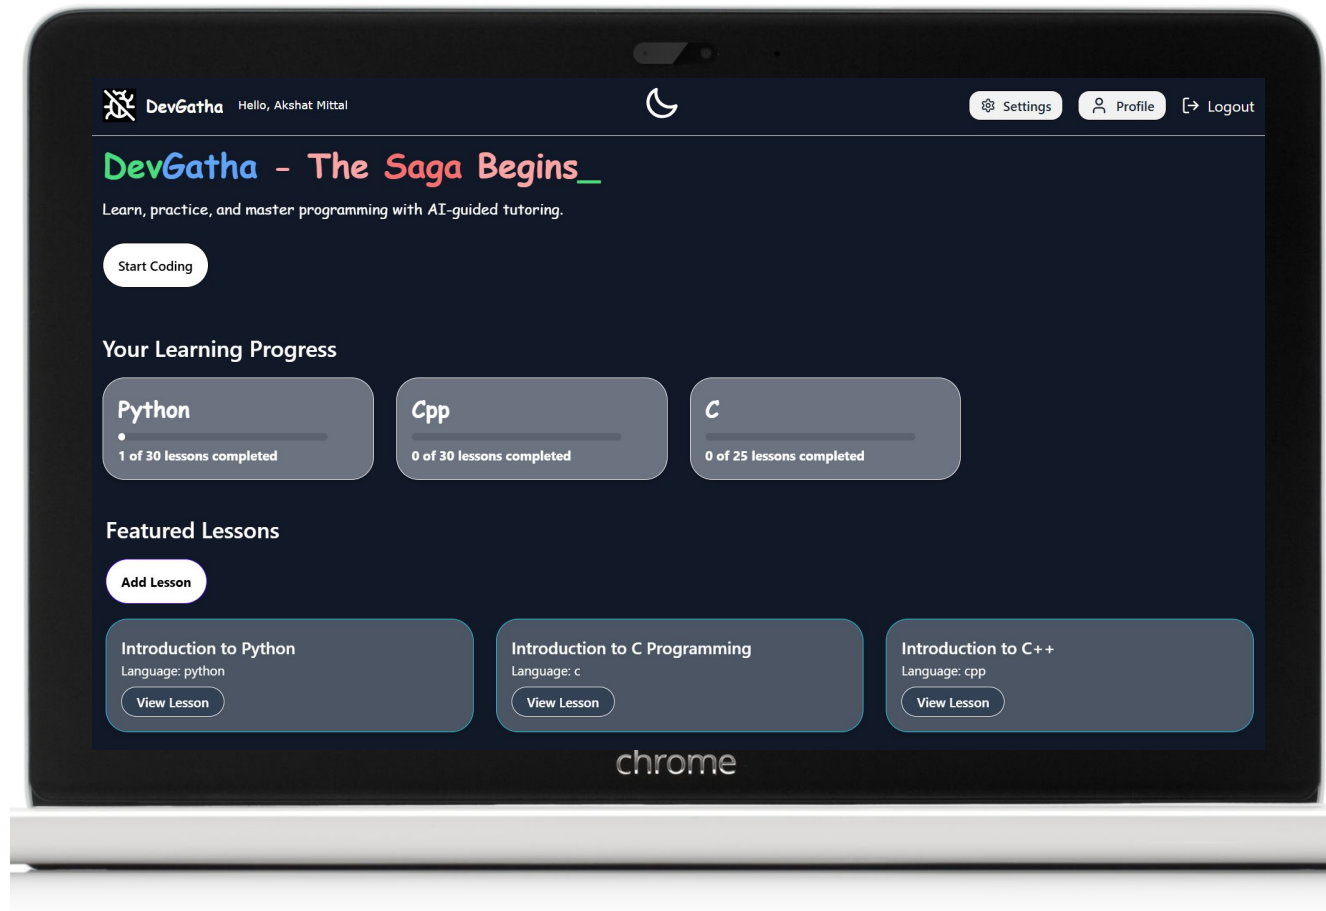 DevGatha Hello, Akshat Mittal Settings Profile Logout
DevGatha - The Saga Begins_
Learn, practice, and master programming with AI-guided tutoring.
Start Coding
Your Learning Progress
Python
1 of 30 lessons completed
Cpp
0 of 30 lessons completed
C
0 of 25 lessons completed
Featured Lessons
Add Lesson
Introduction to Python
Language: python
View Lesson
Introduction to C Programming
Language: c
View Lesson
Introduction to C++
Language: cpp
View Lesson
chrome